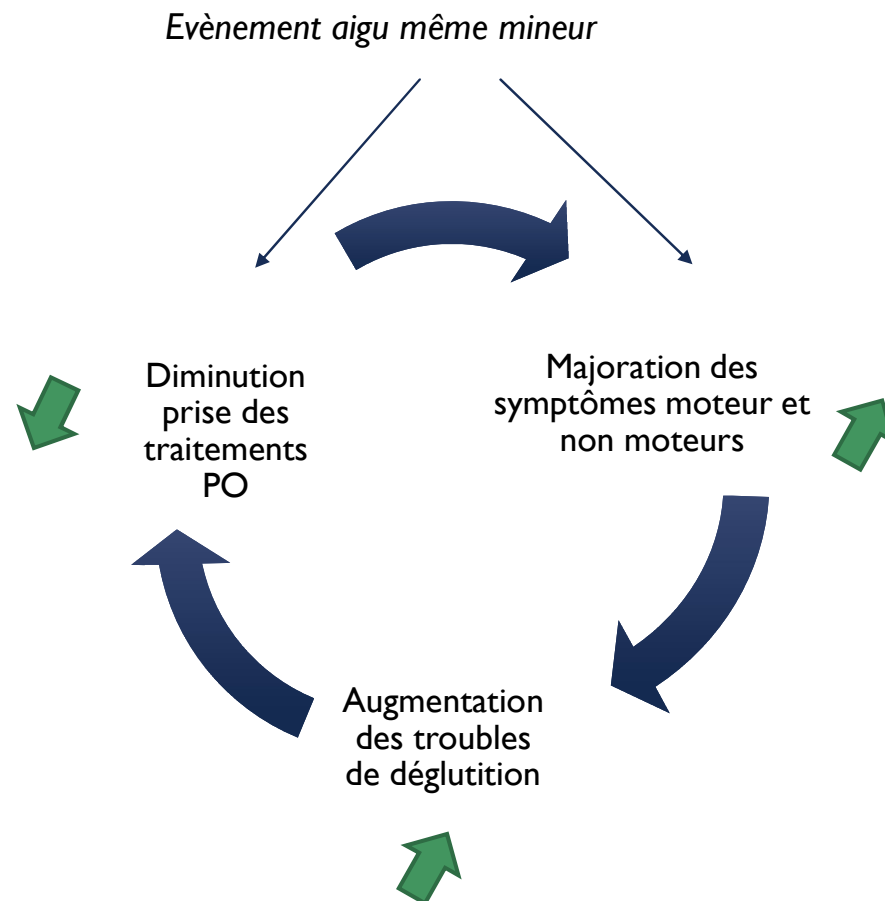 Evènement aigu même mineur
Diminution
prise des
traitements
PO
Majoration des
symptômes moteur et
non moteurs
Augmentation
des troubles
de déglutition